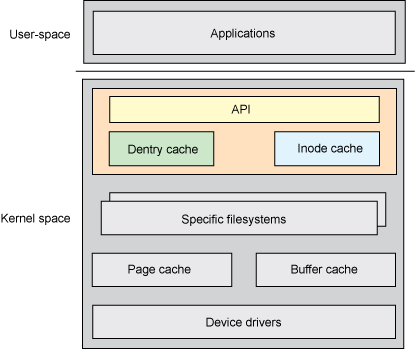 User-space
Applications
API
Dentry cache
Inode cache
Kernel space
Specific filesystems
Page cache
Buffer cache
Device drivers